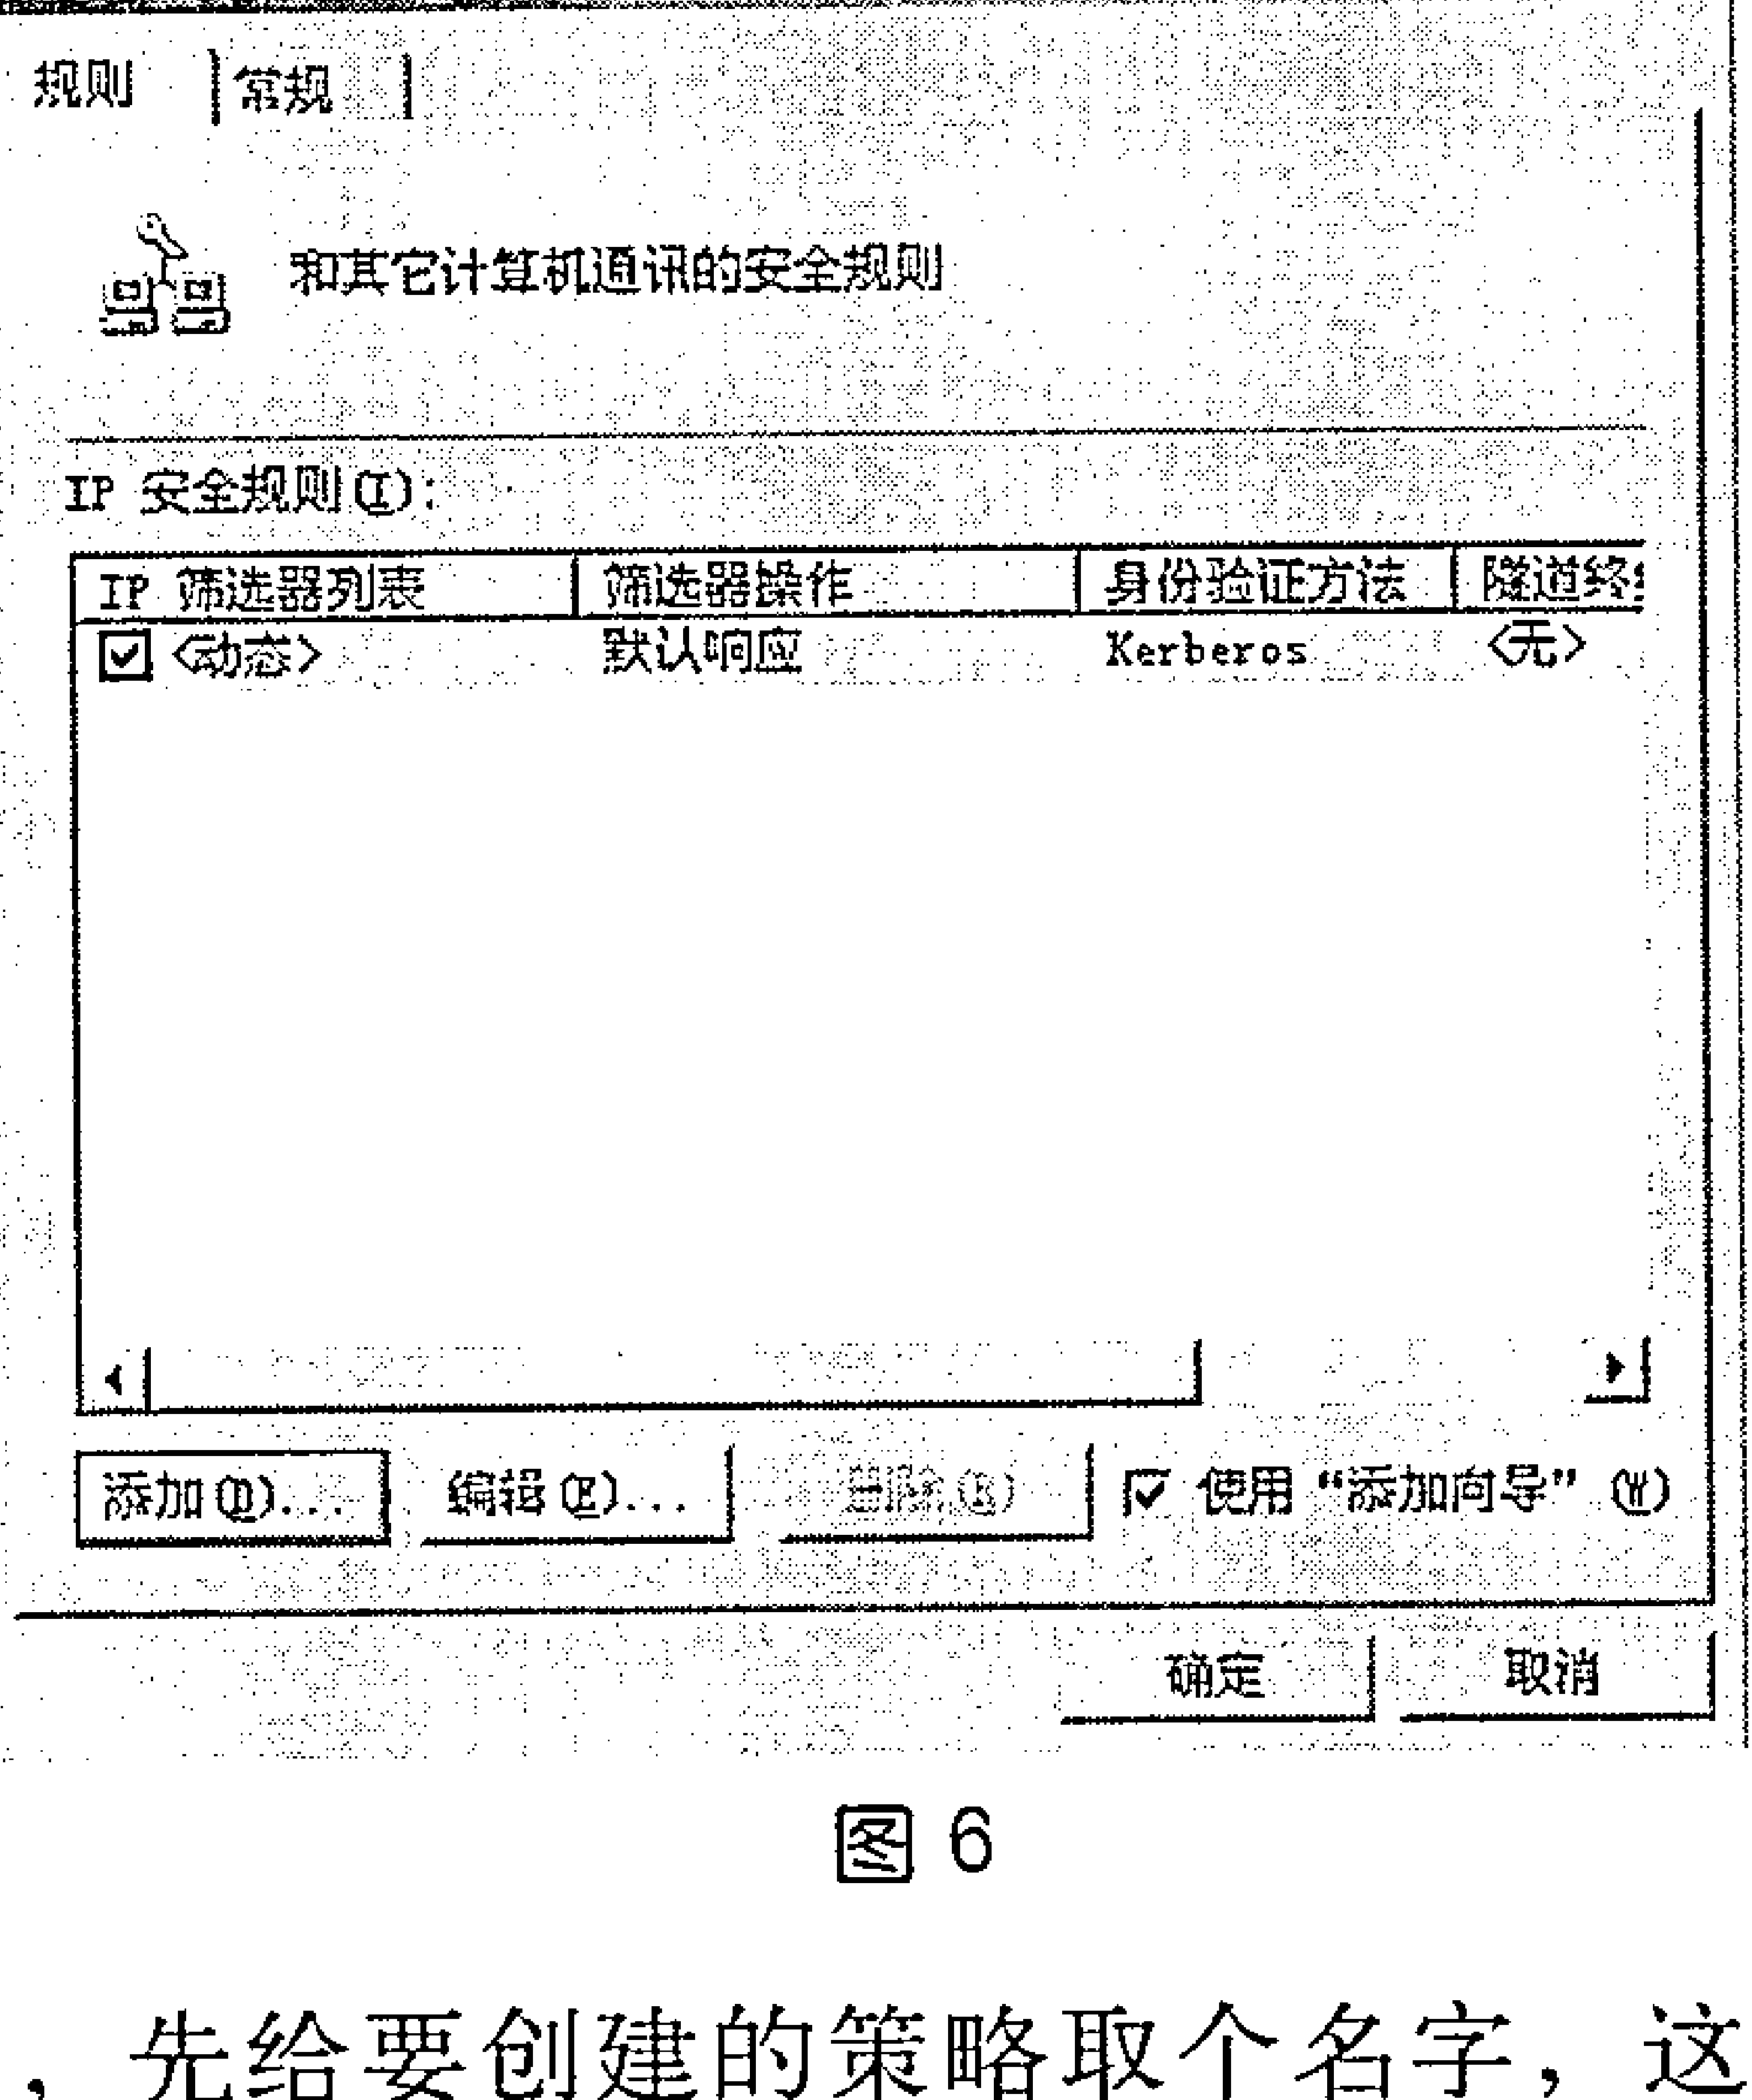 规则 常规
和其它计算机通讯的安全规则
IP 安全规则(I):
IP 筛选器列表 筛选器操作 身份验证方法 隧道终
<动态> 默认响应 Kerberos <无>
添加(D)... 编辑(E)... 删除(R) 使用 “添加向导” (W)
确定 取消
图 6
，先给要创建的策略取个名字，这